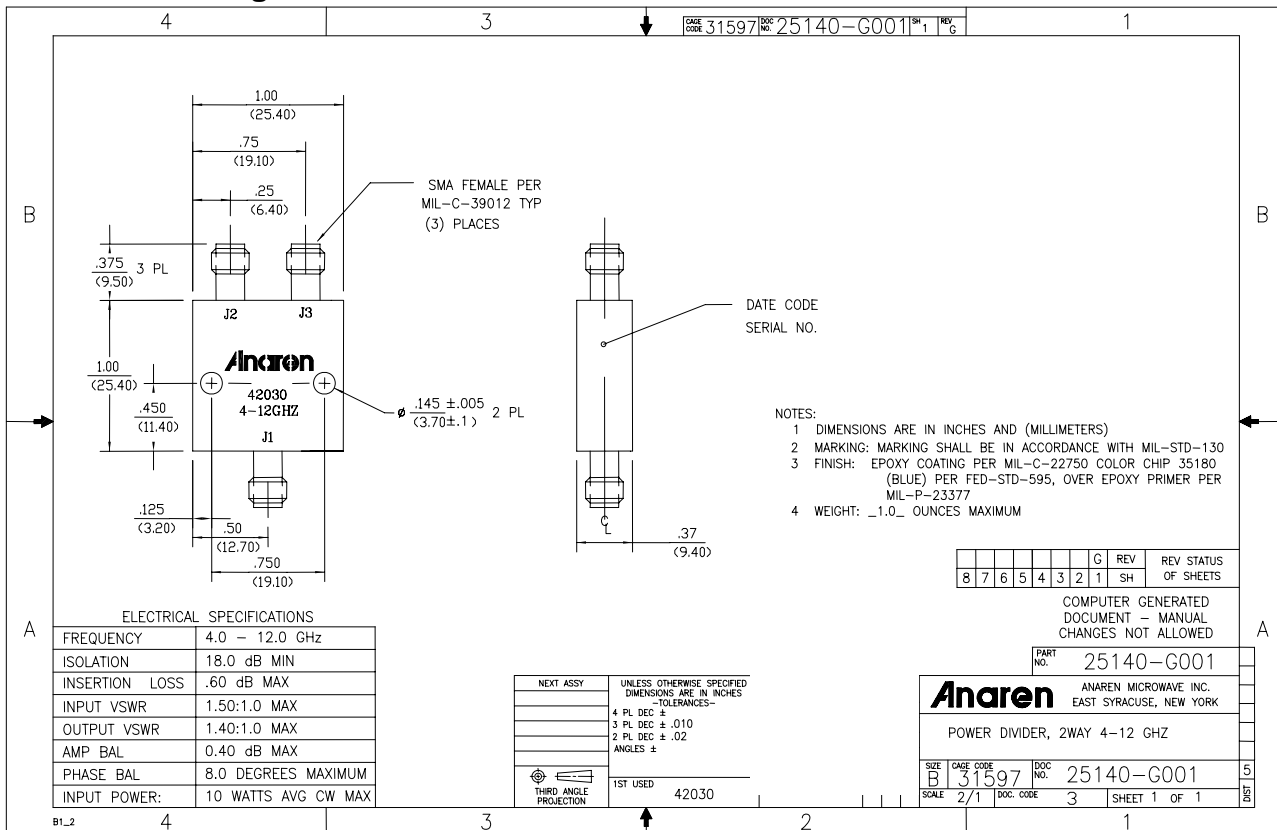 4 3 1
CAGE CODE 31597 DOC NO. 25140-G001 SH 1 REV G
B B
1.00
(25.40)
.75
(19.10)
.25
(6.40)
SMA FEMALE PER
MIL-C-39012 TYP
(3) PLACES
.375 3 PL
(9.50)
J2 J3
DATE CODE
SERIAL NO.
Anaren
1.00
(25.40)
42030
4-12GHZ
.450
(11.40)
ø .145 ±.005 2 PL
(3.70±.1)
J1
.125
(3.20)
.50
(12.70)
.750
(19.10)
CL
.37
(9.40)
NOTES:
1 DIMENSIONS ARE IN INCHES AND (MILLIMETERS)
2 MARKING: MARKING SHALL BE IN ACCORDANCE WITH MIL-STD-130
3 FINISH: EPOXY COATING PER MIL-C-22750 COLOR CHIP 35180
(BLUE) PER FED-STD-595, OVER EPOXY PRIMER PER
MIL-P-23377
4 WEIGHT: _1.0_ OUNCES MAXIMUM
G REV REV STATUS
8 7 6 5 4 3 2 1 SH OF SHEETS
COMPUTER GENERATED
DOCUMENT - MANUAL
CHANGES NOT ALLOWED
A A
ELECTRICAL SPECIFICATIONS
FREQUENCY 4.0 - 12.0 GHz
ISOLATION 18.0 dB MIN
INSERTION LOSS .60 dB MAX
INPUT VSWR 1.50:1.0 MAX
OUTPUT VSWR 1.40:1.0 MAX
AMP BAL 0.40 dB MAX
PHASE BAL 8.0 DEGREES MAXIMUM
INPUT POWER: 10 WATTS AVG CW MAX
NEXT ASSY
UNLESS OTHERWISE SPECIFIED
DIMENSIONS ARE IN INCHES
-TOLERANCES-
4 PL DEC ±
3 PL DEC ± .010
2 PL DEC ± .02
ANGLES ±
THIRD ANGLE
PROJECTION
1ST USED 42030
PART NO. 25140-G001
Anaren
ANAREN MICROWAVE INC.
EAST SYRACUSE, NEW YORK
POWER DIVIDER, 2WAY 4-12 GHZ
SIZE B CAGE CODE 31597 DOC NO. 25140-G001
SCALE 2/1 DOC. CODE 3 SHEET 1 OF 1
5
DIST
B1_2 4 3 2 1